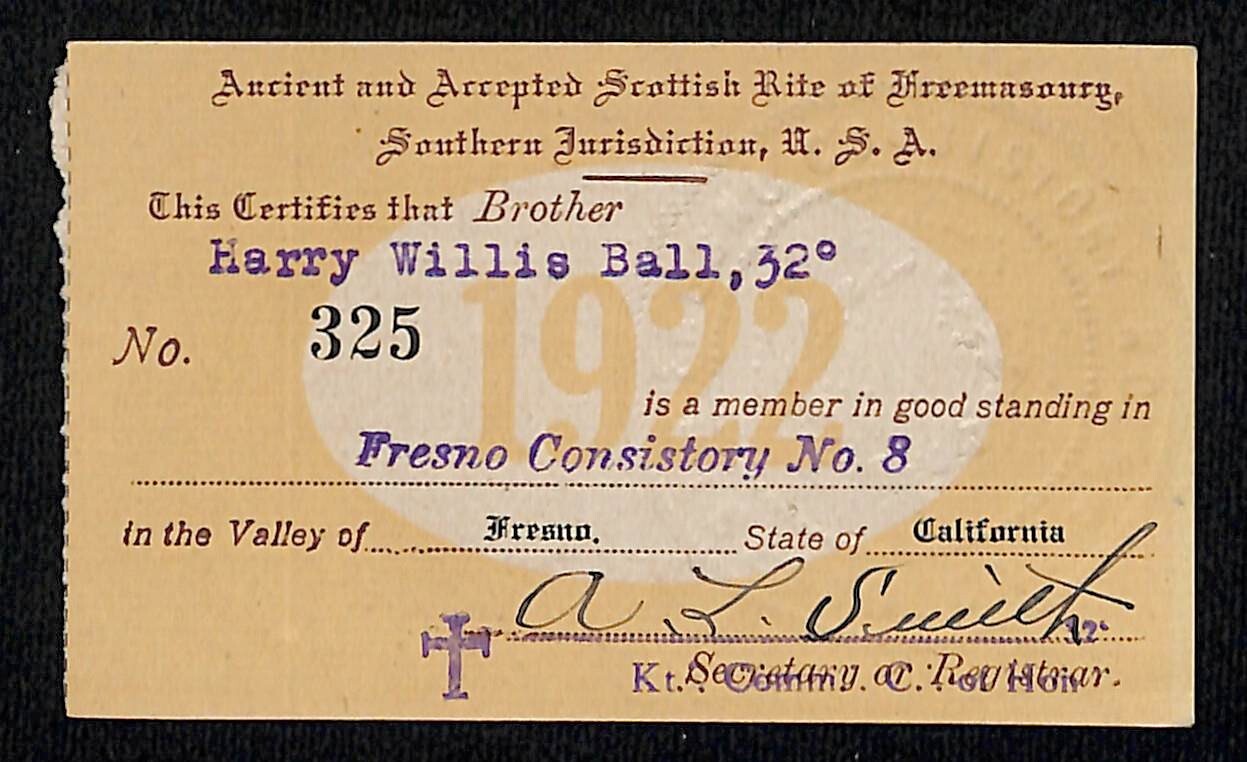 Ancient and Accepted Scottish Rite of Freemasonry,
Southern Jurisdiction, U. S. A.
This Certifies that Brother
Harry Willis Ball, 32°
1922
No. 325
is a member in good standing in
Fresno Consistory No. 8
in the Valley of Fresno. State of California
A. L. Smith
32°
Secretary or Registrar.
Kt. Comm. C. of Hon